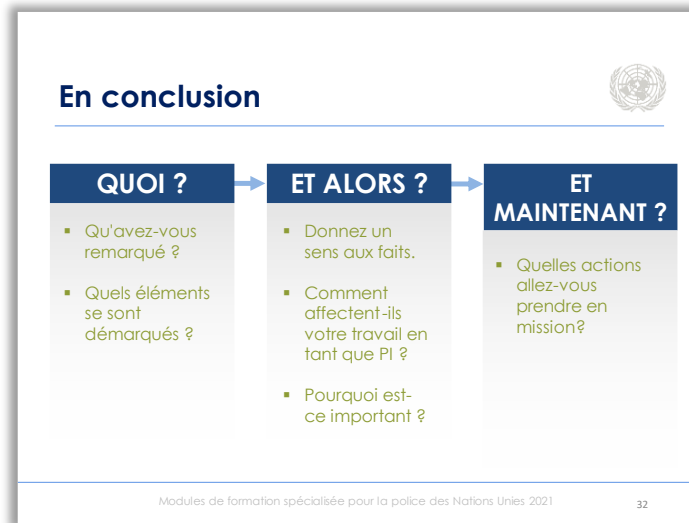 En conclusion
QUOI ?
▪ Qu'avez-vous
remarqué ?
▪ Quels éléments
se sont
démarqués ?
ET ALORS ?
▪ Donnez un
sens aux faits.
▪ Comment
affectent-ils
votre travail en
tant que PI ?
▪ Pourquoi est-
ce important ?
ET
MAINTENANT ?
▪ Quelles actions
allez-vous
prendre en
mission?
Modules de formation spécialisée pour la police des Nations Unies 2021
32